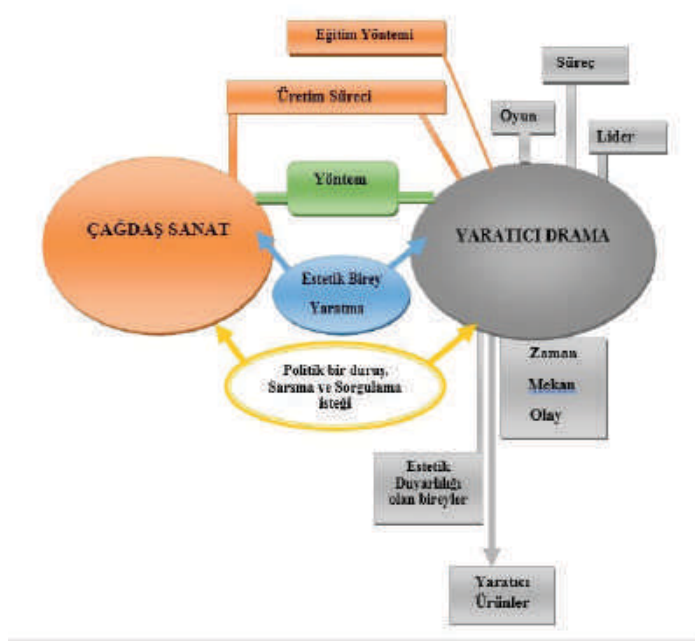 Eğitim Yöntemi
Süreç
Üretim Süreci
Oyun
Lider
Yöntem
ÇAĞDAŞ SANAT
YARATICI DRAMA
Estetik Birey
Yaratma
Politik bir duruş,
Sarsma ve Sorgulama
isteği
Zaman
Mekan
Olay
Estetik
Duyarlılığı
olan bireyler
Yaratıcı
Ürünler